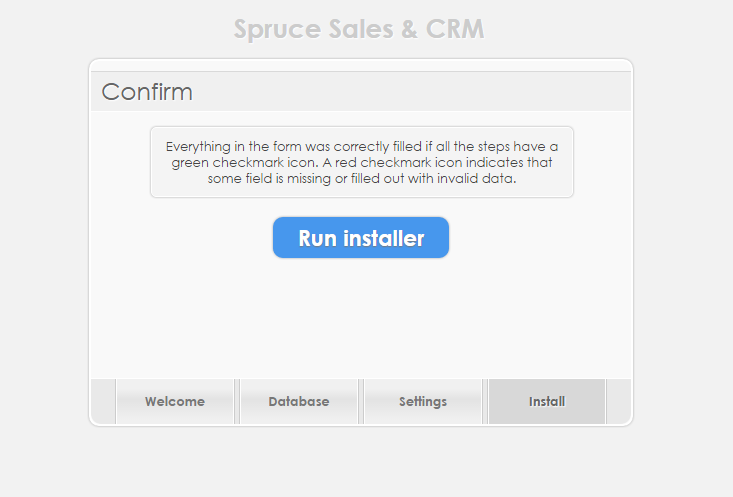 Spruce Sales & CRM
Confirm
Everything in the form was correctly filled if all the steps have a
green checkmark icon. A red checkmark icon indicates that
some field is missing or filled out with invalid data.
Run installer
Welcome
Database
Settings
Install